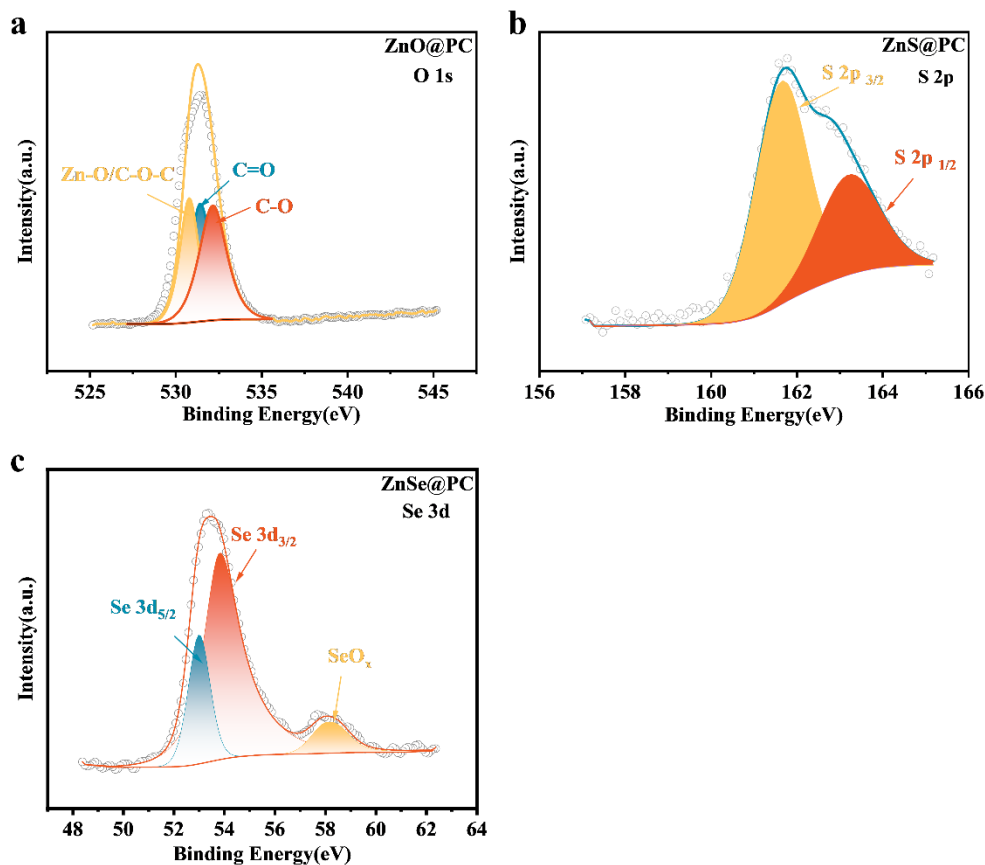 a
ZnO@PC
O 1s
Zn-O/C-O-C
C=O
C-O
Intensity(a.u.)
525 530 535 540 545
Binding Energy(eV)
b
ZnS@PC
S 2p
S 2p 3/2
S 2p 1/2
Intensity(a.u.)
156 158 160 162 164 166
Binding Energy(eV)
c
ZnSe@PC
Se 3d
Se 3d3/2
Se 3d5/2
SeOx
Intensity(a.u.)
48 50 52 54 56 58 60 62 64
Binding Energy(eV)